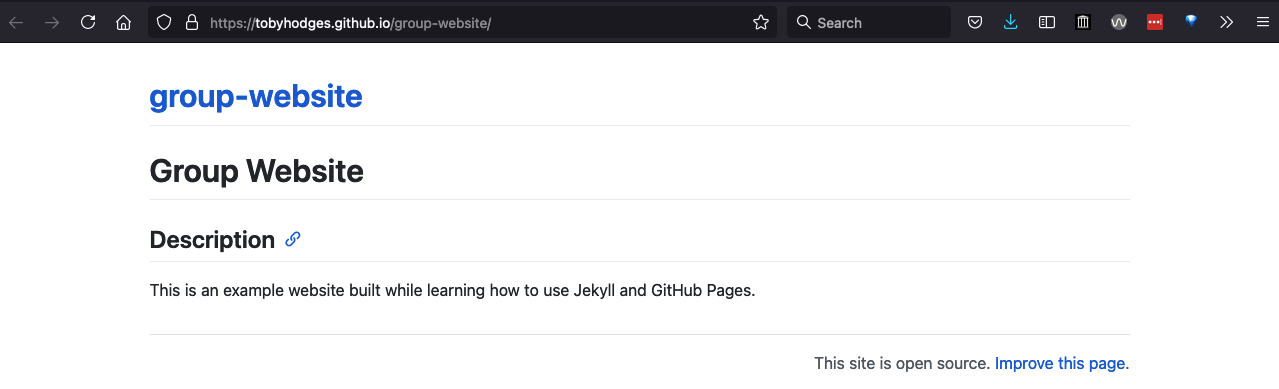 https://tobyhodges.github.io/group-website/
Search
group-website
Group Website
Description
This is an example website built while learning how to use Jekyll and GitHub Pages.
This site is open source. Improve this page.